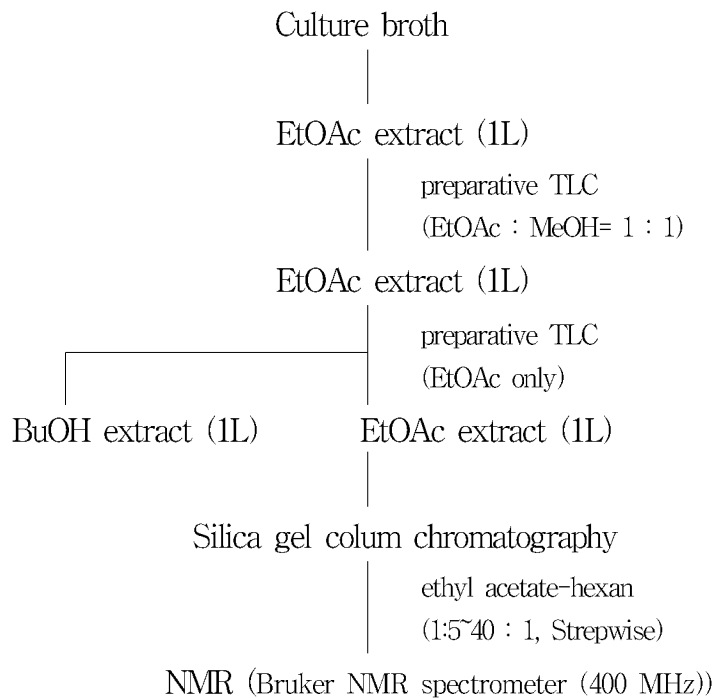 Culture broth
EtOAc extract (1L)
preparative TLC
(EtOAc : MeOH= 1 : 1)
EtOAc extract (1L)
preparative TLC
(EtOAc only)
BuOH extract (1L)
EtOAc extract (1L)
Silica gel colum chromatography
ethyl acetate-hexan
(1:5~40 : 1, Strepwise)
NMR (Bruker NMR spectrometer (400 MHz))